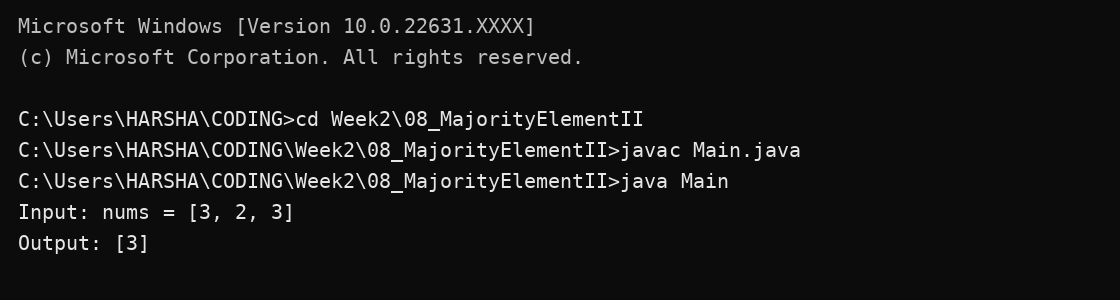 Microsoft Windows [Version 10.0.22631.XXXX]
(c) Microsoft Corporation. All rights reserved.
C:\Users\HARSHA\CODING>cd Week2\08_MajorityElementII
C:\Users\HARSHA\CODING\Week2\08_MajorityElementII>javac Main.java
C:\Users\HARSHA\CODING\Week2\08_MajorityElementII>java Main
Input: nums = [3, 2, 3]
Output: [3]